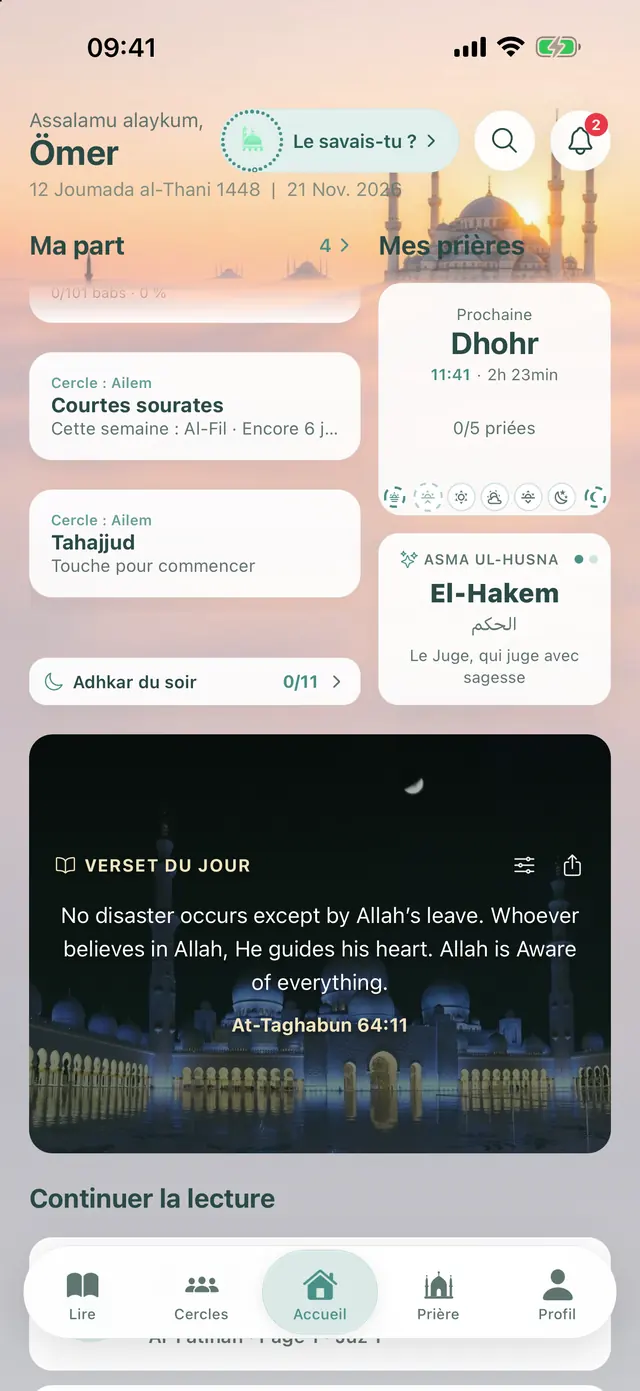 09:41
Assalamu alaykum,
Ömer
Le savais-tu ?
2
12 Joumada al-Thani 1448 | 21 Nov. 2026
Ma part
4
Mes prières
0/101 babs · 0 %
Cercle : Ailem
Courtes sourates
Cette semaine : Al-Fil · Encore 6 j...
Cercle : Ailem
Tahajjud
Touche pour commencer
Adhkar du soir
0/11
Prochaine
Dhohr
11:41 · 2h 23min
0/5 priées
ASMA UL-HUSNA
El-Hakem
الحكم
Le Juge, qui juge avec
sagesse
VERSET DU JOUR
No disaster occurs except by Allah’s leave. Whoever
believes in Allah, He guides his heart. Allah is Aware
of everything.
At-Taghabun 64:11
Continuer la lecture
Lire
Cercles
Accueil
Prière
Profil